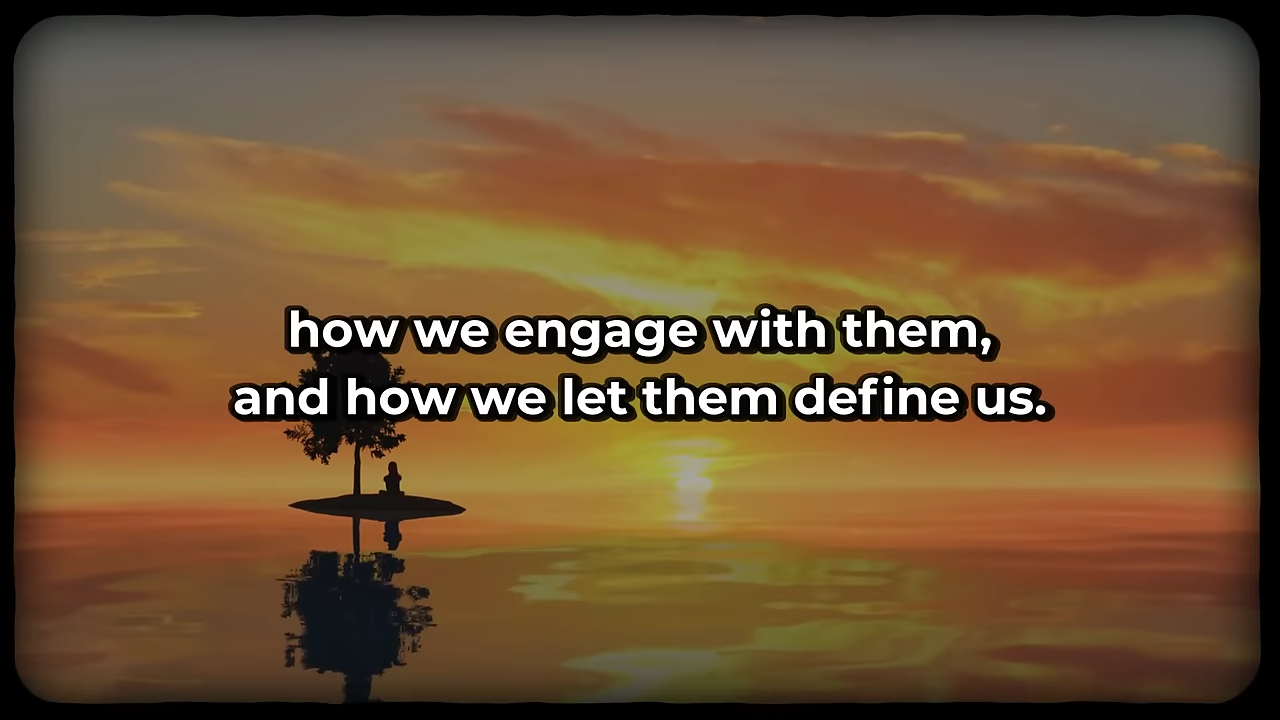 how we engage with them,
and how we let them define us.